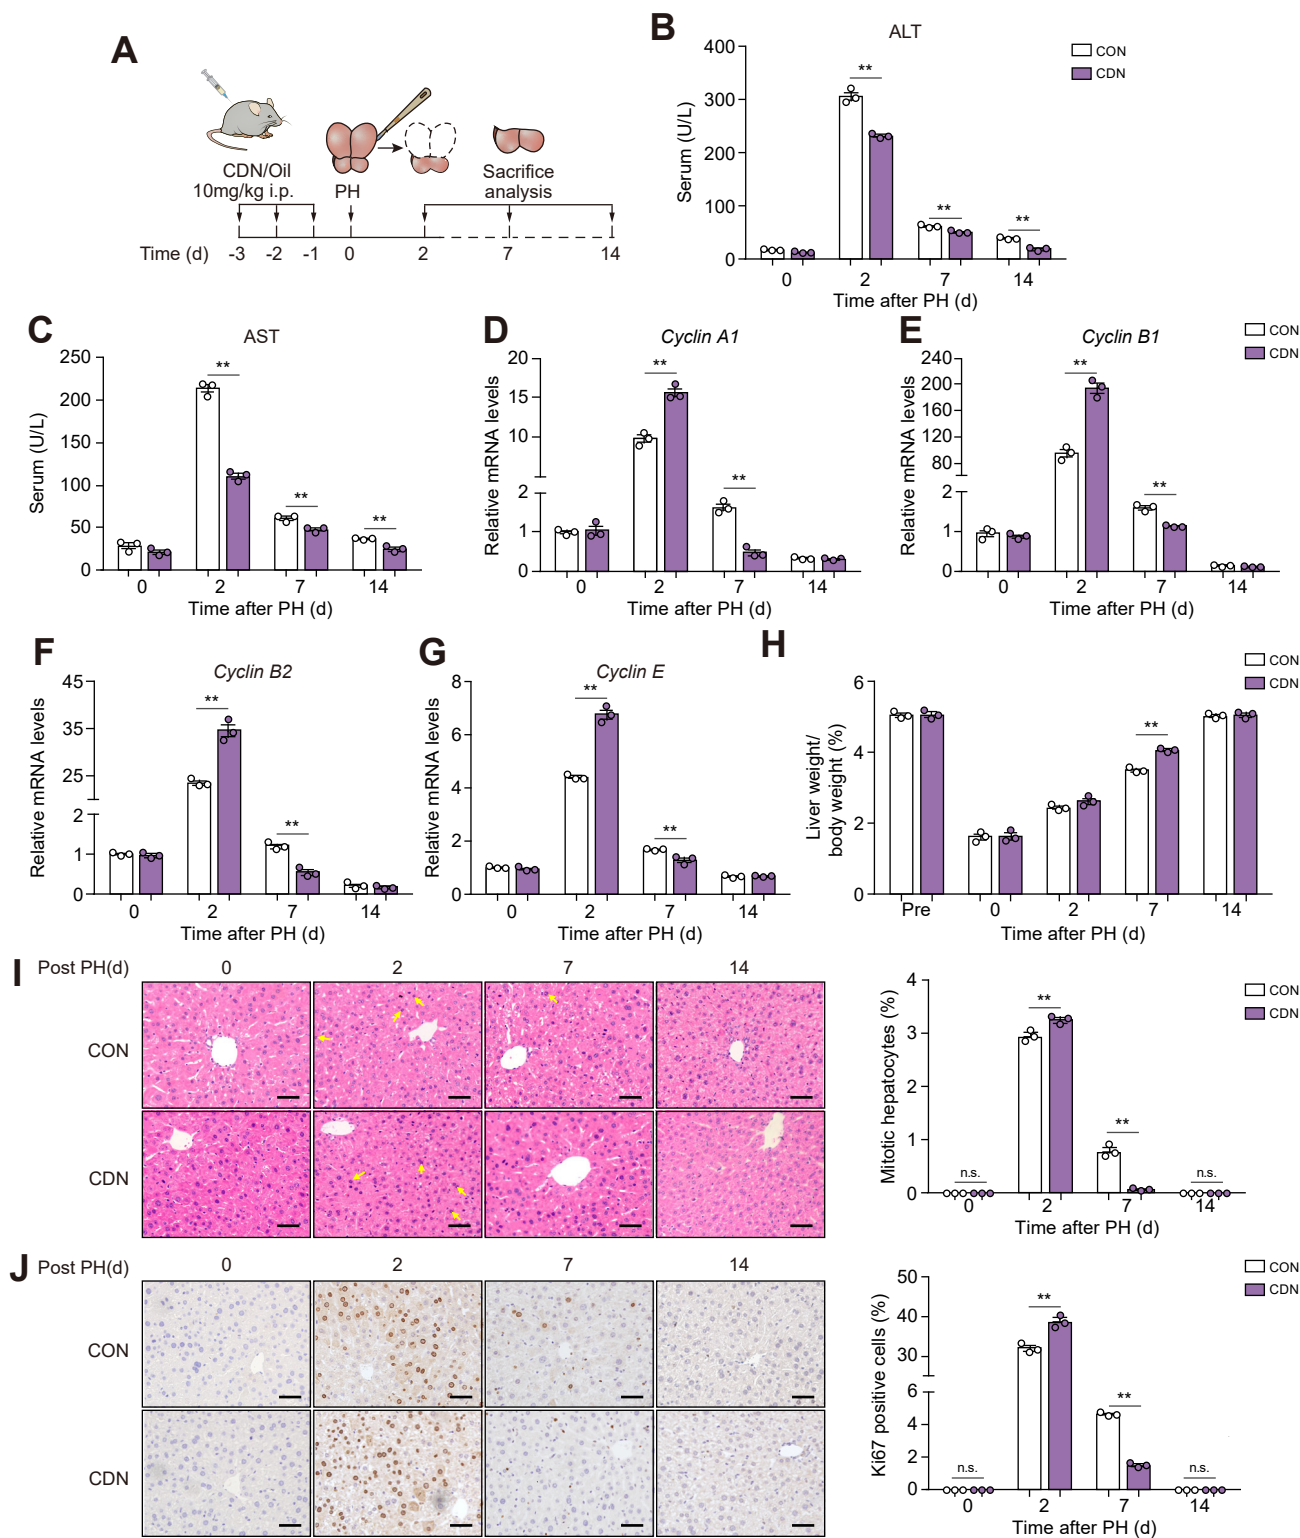 A
CDN/Oil
10mg/kg i.p.
PH
Sacrifice
analysis
Time (d)
-3 -2 -1 0 2 7 14
B
ALT
CON
CDN
Serum (U/L)
400
300
200
100
0
**
**
**
0 2 7 14
Time after PH (d)
C
AST
Serum (U/L)
250
200
150
100
50
0
**
**
**
0 2 7 14
Time after PH (d)
D
Cyclin A1
Relative mRNA levels
20
10
2
1
0
**
**
0 2 7 14
Time after PH (d)
E
Cyclin B1
CON
CDN
Relative mRNA levels
240
200
160
120
80
2
1
0
**
**
0 2 7 14
Time after PH (d)
F
Cyclin B2
Relative mRNA levels
45
35
25
2
1
0
**
**
0 2 7 14
Time after PH (d)
G
Cyclin E
Relative mRNA levels
8
6
4
2
0
**
**
0 2 7 14
Time after PH (d)
H
CON
CDN
Liver weight/
body weight (%)
6
4
2
0
**
Pre 0 2 7 14
Time after PH (d)
I
Post PH(d) 0 2 7 14
CON
CDN
Mitotic hepatocytes (%)
4
3
2
1
0
n.s.
**
**
n.s.
0 2 7 14
Time after PH (d)
CON
CDN
J
Post PH(d) 0 2 7 14
CON
CDN
Ki67 positive cells (%)
50
40
30
6
4
2
0
n.s.
**
**
n.s.
0 2 7 14
Time after PH (d)
CON
CDN